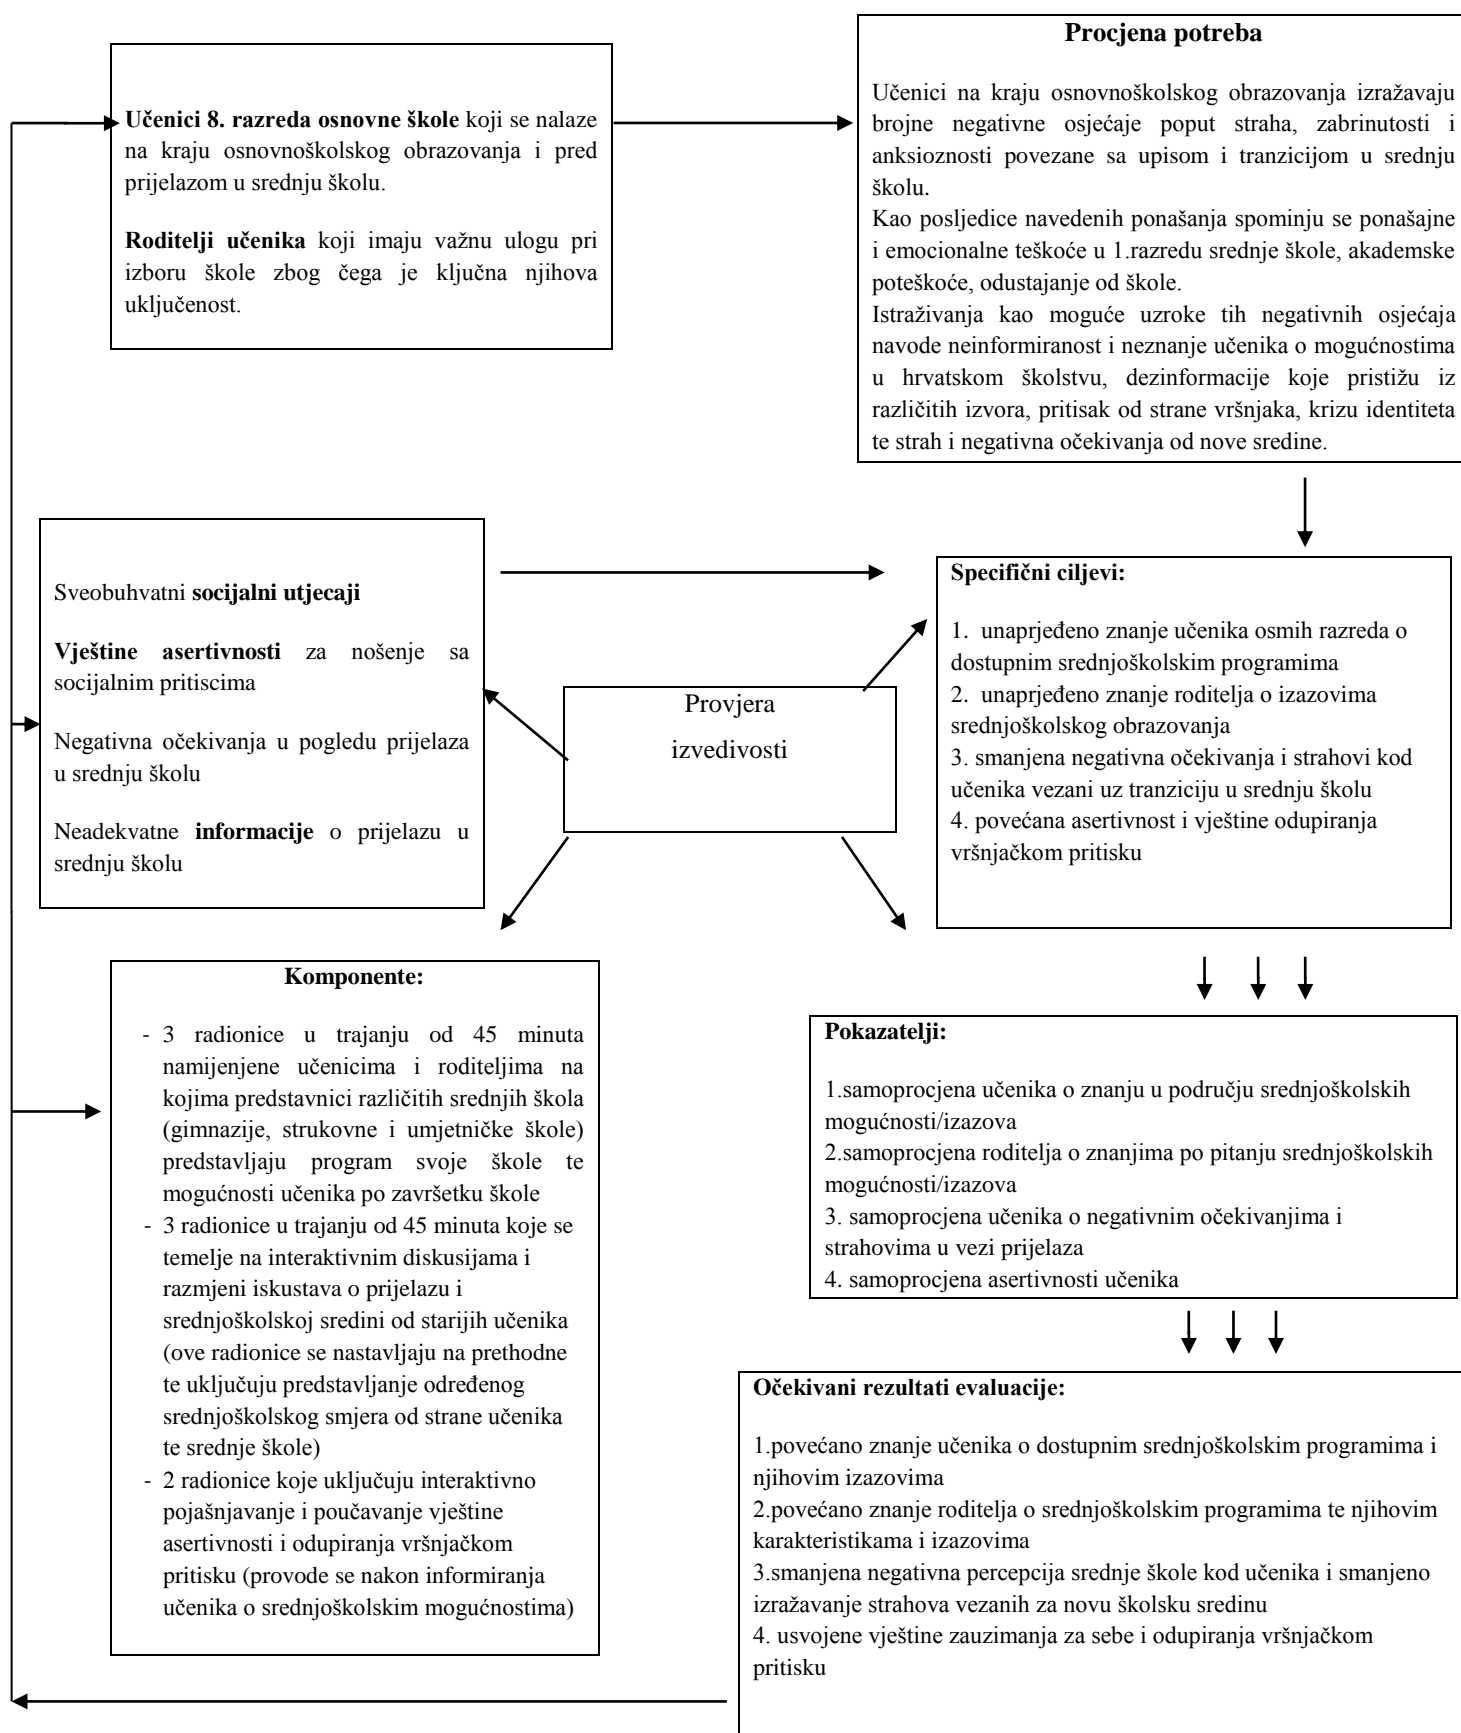 Učenici 8. razreda osnovne škole koji se nalaze
na kraju osnovnoškolskog obrazovanja i pred
prijelazom u srednju školu.
Roditelji učenika koji imaju važnu ulogu pri
izboru škole zbog čega je ključna njihova
uključenost.
Procjena potreba
Učenici na kraju osnovnoškolskog obrazovanja izražavaju
brojne negativne osjećaje poput straha, zabrinutosti i
anksioznosti povezane sa upisom i tranzicijom u srednju
školu.
Kao posljedice navedenih ponašanja spominju se ponašajne
i emocionalne teškoće u 1.razredu srednje škole, akademske
poteškoće, odustajanje od škole.
Istraživanja kao moguće uzroke tih negativnih osjećaja
navode neinformiranost i neznanje učenika o mogućnostima
u hrvatskom školstvu, dezinformacije koje pristižu iz
različitih izvora, pritisak od strane vršnjaka, krizu identiteta
te strah i negativna očekivanja od nove sredine.
Sveobuhvatni socijalni utjecaji
Vještine asertivnosti za nošenje sa
socijalnim pritiscima
Negativna očekivanja u pogledu prijelaza
u srednju školu
Neadekvatne informacije o prijelazu u
srednju školu
Provjera
izvedivosti
Specifični ciljevi:
1. unaprjeđeno znanje učenika osmih razreda o
dostupnim srednjoškolskim programima
2. unaprjeđeno znanje roditelja o izazovima
srednjoškolskog obrazovanja
3. smanjena negativna očekivanja i strahovi kod
učenika vezani uz tranziciju u srednju školu
4. povećana asertivnost i vještine odupiranja
vršnjačkom pritisku
Komponente:
- 3 radionice u trajanju od 45 minuta
namijenjene učenicima i roditeljima na
kojima predstavnici različitih srednjih škola
(gimnazije, strukovne i umjetničke škole)
predstavljaju program svoje škole te
mogućnosti učenika po završetku škole
- 3 radionice u trajanju od 45 minuta koje se
temelje na interaktivnim diskusijama i
razmjeni iskustava o prijelazu i
srednjoškolskoj sredini od starijih učenika
(ove radionice se nastavljaju na prethodne
te uključuju predstavljanje određenog
srednjoškolskog smjera od strane učenika
te srednje škole)
- 2 radionice koje uključuju interaktivno
pojašnjavanje i poučavanje vještine
asertivnosti i odupiranja vršnjačkom
pritisku (provode se nakon informiranja
učenika o srednjoškolskim mogućnostima)
Pokazatelji:
1.samoprocjena učenika o znanju u području srednjoškolskih
mogućnosti/izazova
2.samoprocjena roditelja o znanjima po pitanju srednjoškolskih
mogućnosti/izazova
3. samoprocjena učenika o negativnim očekivanjima i
strahovima u vezi prijelaza
4. samoprocjena asertivnosti učenika
Očekivani rezultati evaluacije:
1.povećano znanje učenika o dostupnim srednjoškolskim programima i
njihovim izazovima
2.povećano znanje roditelja o srednjoškolskim programima te njihovim
karakteristikama i izazovima
3.smanjena negativna percepcija srednje škole kod učenika i smanjeno
izražavanje strahova vezanih za novu školsku sredinu
4. usvojene vještine zauzimanja za sebe i odupiranja vršnjačkom
pritisku